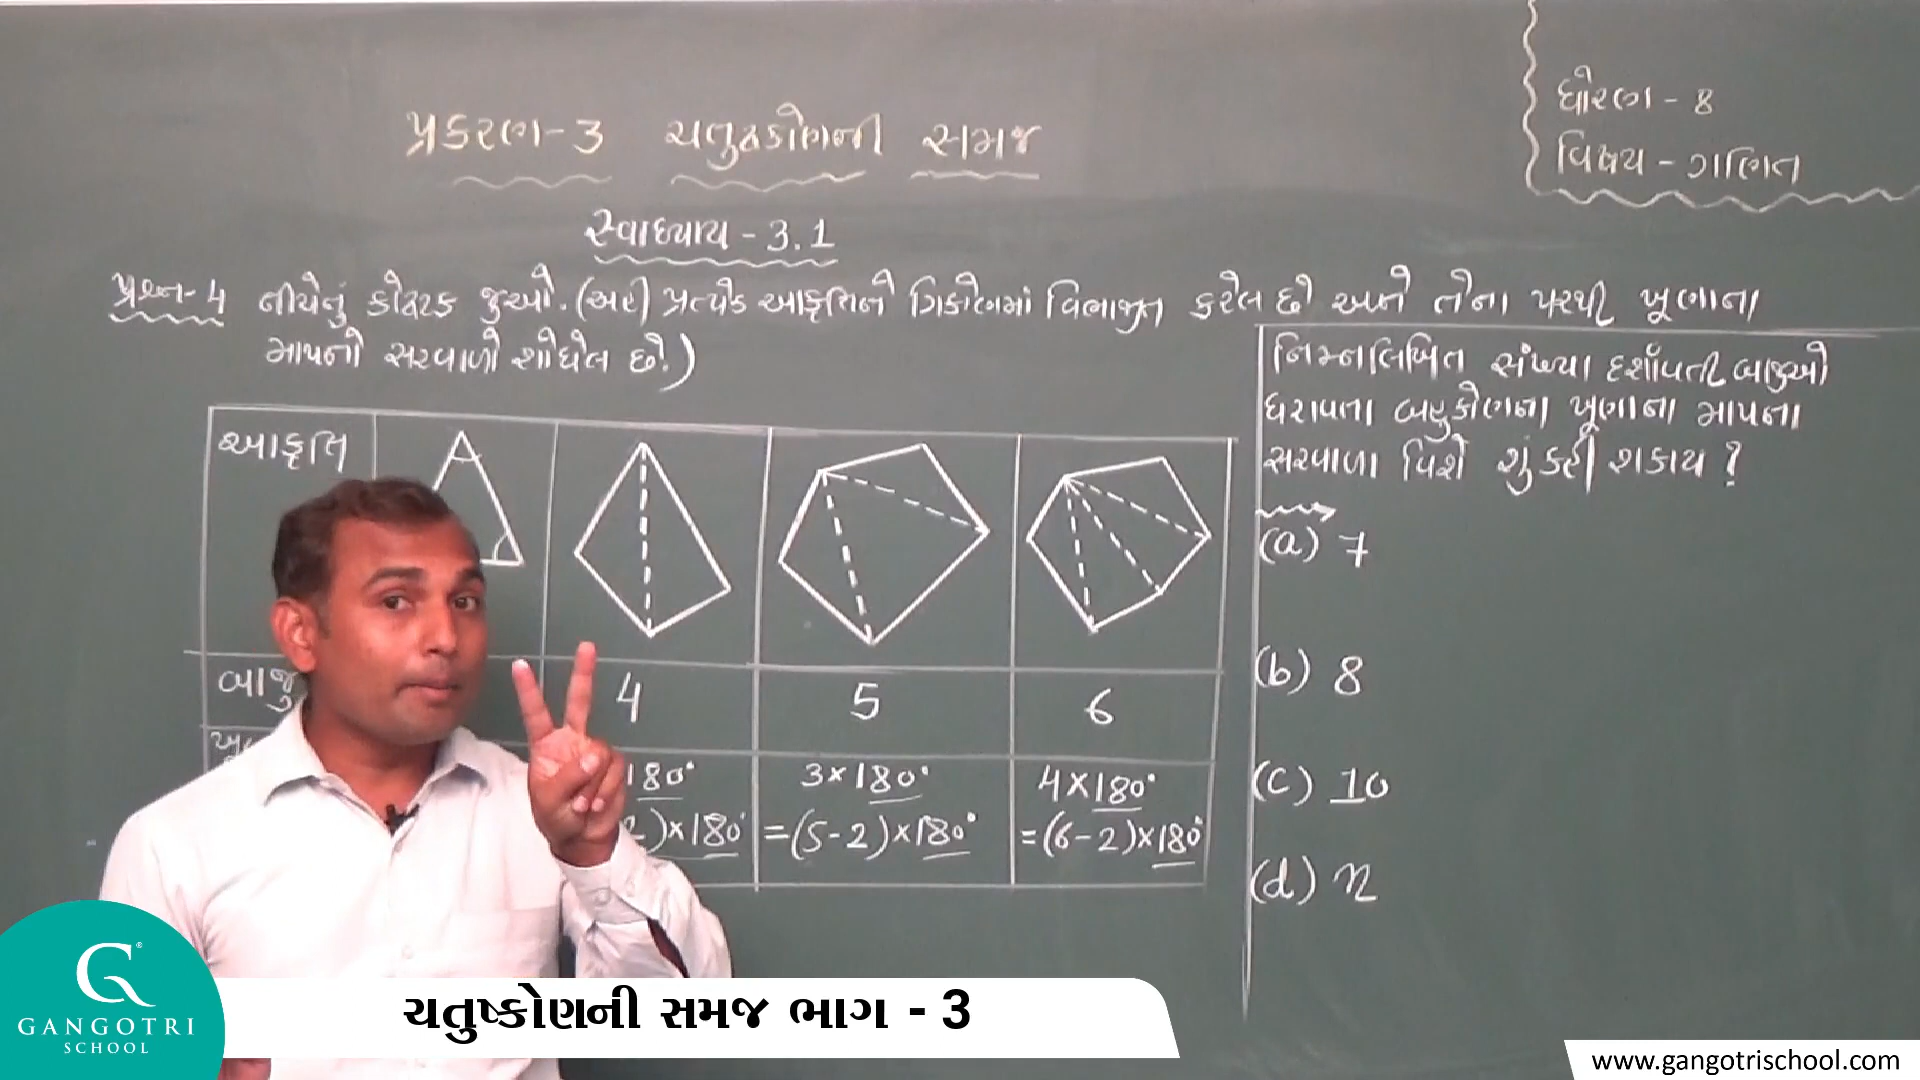 ધોરણ - 8
વિષય - ગણિત
પ્રકરણ - 3 ચતુષ્કોણની સમજ
સ્વાધ્યાય - 3.1
પ્રશ્ન - 4 નીચેનું કોષ્ટક જુઓ. (અહીં પ્રત્યેક આકૃતિને ત્રિકોણમાં વિભાજીત કરેલ છે અને તેના પરથી ખૂણાના
માપનો સરવાળો શોધેલ છે.)
આકૃતિ
બાજુ 4 5 6
180° 3×180° 4×180°
2)×180° =(5-2)×180° =(6-2)×180°
નિમ્નલિખિત સંખ્યા દર્શાવતી બાજુઓ
ધરાવતા બહુકોણના ખૂણાના માપના
સરવાળા વિશે શું કહી શકાય ?
(a) 7
(b) 8
(c) 10
(d) n
GANGOTRI
SCHOOL
ચતુષ્કોણની સમજ ભાગ - 3
www.gangotrischool.com